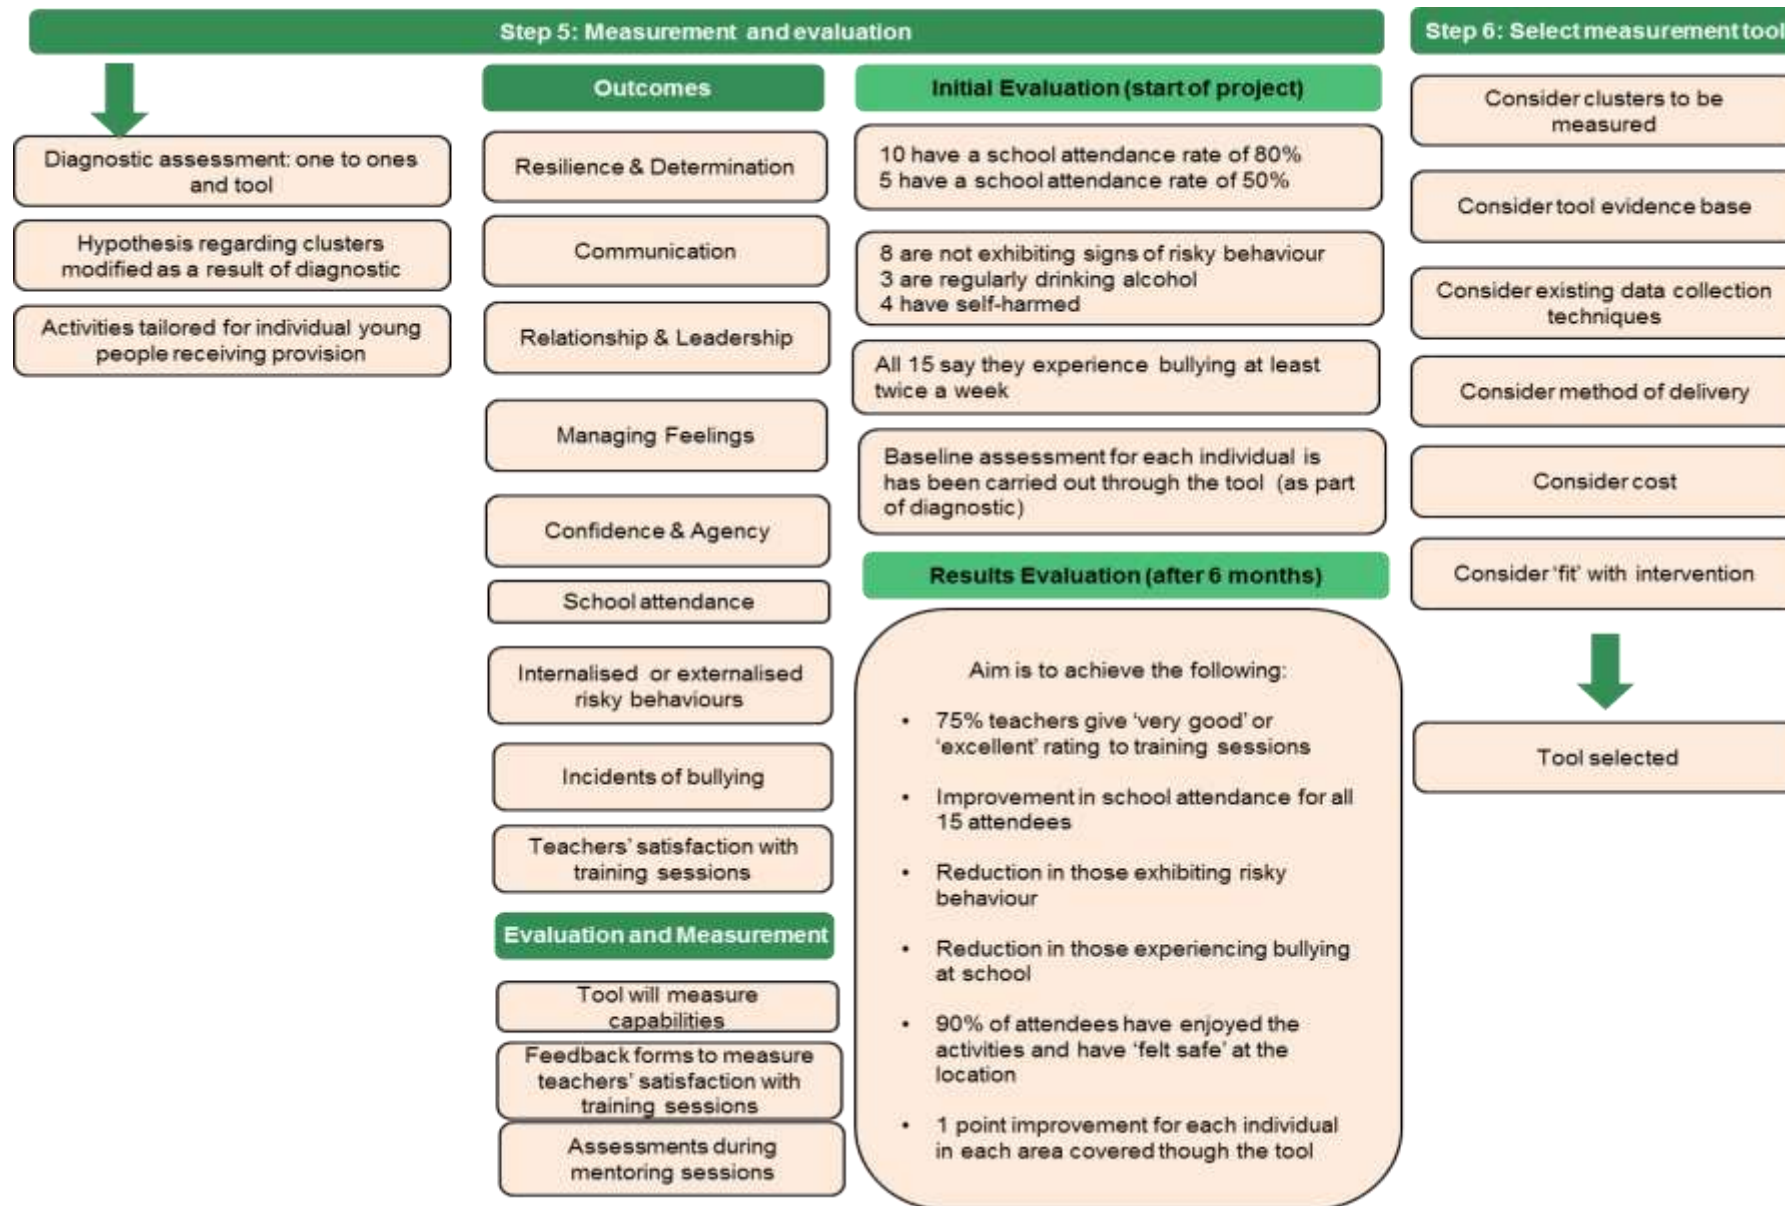 Step 5: Measurement and evaluation
Diagnostic assessment: one to ones
and tool
Hypothesis regarding clusters
modified as a result of diagnostic
Activities tailored for individual young
people receiving provision
Outcomes
Resilience & Determination
Communication
Relationship & Leadership
Managing Feelings
Confidence & Agency
School attendance
Internalised or externalised
risky behaviours
Incidents of bullying
Teachers' satisfaction with
training sessions
Evaluation and Measurement
Tool will measure
capabilities
Feedback forms to measure
teachers' satisfaction with
training sessions
Assessments during
mentoring sessions
Initial Evaluation (start of project)
10 have a school attendance rate of 80%
5 have a school attendance rate of 50%
8 are not exhibiting signs of risky behaviour
3 are regularly drinking alcohol
4 have self-harmed
All 15 say they experience bullying at least
twice a week
Baseline assessment for each individual is
has been carried out through the tool (as part
of diagnostic)
Results Evaluation (after 6 months)
Aim is to achieve the following:
• 75% teachers give 'very good' or
'excellent' rating to training sessions
• Improvement in school attendance for all
15 attendees
• Reduction in those exhibiting risky
behaviour
• Reduction in those experiencing bullying
at school
• 90% of attendees have enjoyed the
activities and have 'felt safe' at the
location
• 1 point improvement for each individual
in each area covered though the tool
Step 6: Select measurement tool
Consider clusters to be
measured
Consider tool evidence base
Consider existing data collection
techniques
Consider method of delivery
Consider cost
Consider 'fit' with intervention
Tool selected